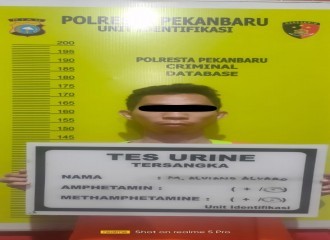 POLRESTA PEKANBARU
UNIT IDENTIFIKASI
200
195
190
185
180
175
170
165
160
155
150
145
POLRESTA PEKANBARU
CRIMINAL
DATABASE
TES URINE
TERSANGKA
NAMA :
AMPHETAMIN : ( + / )
METHAMPHETAMINE : ( + / )
Unit Identifikasi
Shot on realme 5 Pro